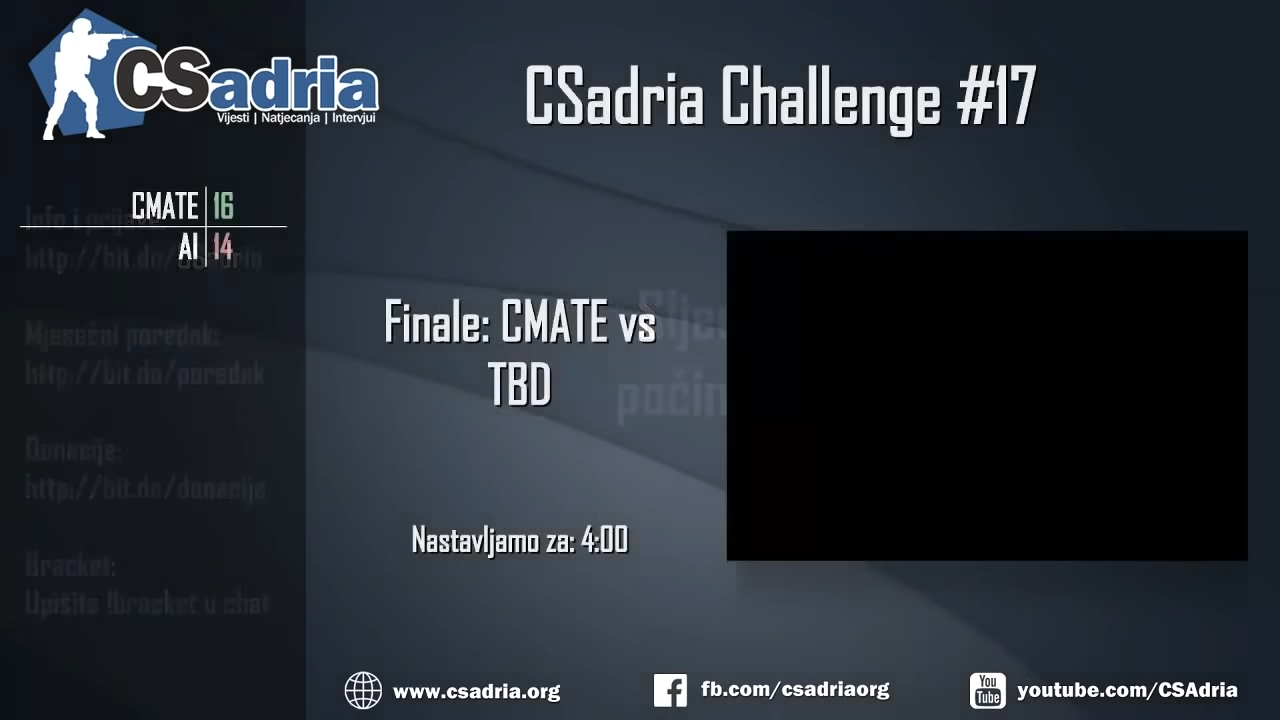 CSadria
Vijesti | Natjecanja | Intervjui
CSadria Challenge #17
CMATE 16
AI 14
Info i prijave
Mjesečni poredak:
http://bit.do/poredak
Donacije:
http://bit.do/donacije
Bracket:
Upišite !bracket u chat
Finale: CMATE vs
TBD
Nastavljamo za: 4:00
www.csadria.org
fb.com/csadriaorg
You
Tube
youtube.com/CSAdria